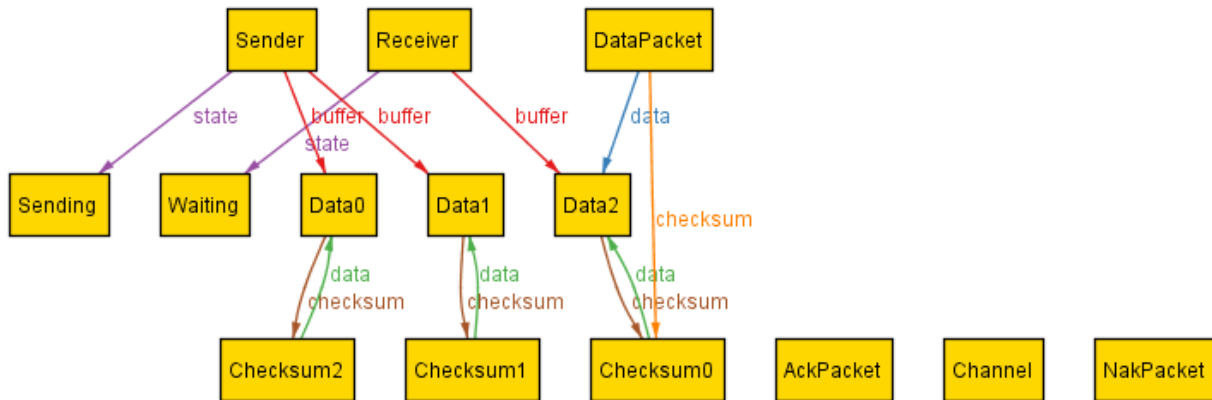 Sender
Receiver
DataPacket
state
buffer
buffer
state
buffer
data
Sending
Waiting
Data0
Data1
Data2
checksum
data
checksum
data
checksum
data
checksum
Checksum2
Checksum1
Checksum0
AckPacket
Channel
NakPacket